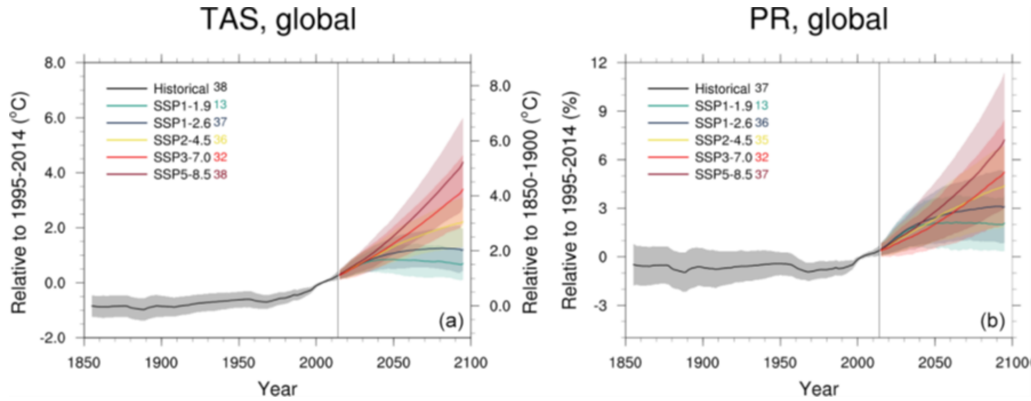 TAS, global
8.0
6.0
4.0
2.0
0.0
-2.0
Relative to 1995-2014 (°C)
Historical 38
SSP1-1.9 13
SSP1-2.6 37
SSP2-4.5 36
SSP3-7.0 32
SSP5-8.5 38
8.0
6.0
4.0
2.0
0.0
Relative to 1850-1900 (°C)
(a)
1850 1900 1950 2000 2050 2100
Year
PR, global
12
9
6
3
0
-3
Relative to 1995-2014 (%)
Historical 37
SSP1-1.9 13
SSP1-2.6 36
SSP2-4.5 35
SSP3-7.0 32
SSP5-8.5 37
(b)
1850 1900 1950 2000 2050 2100
Year